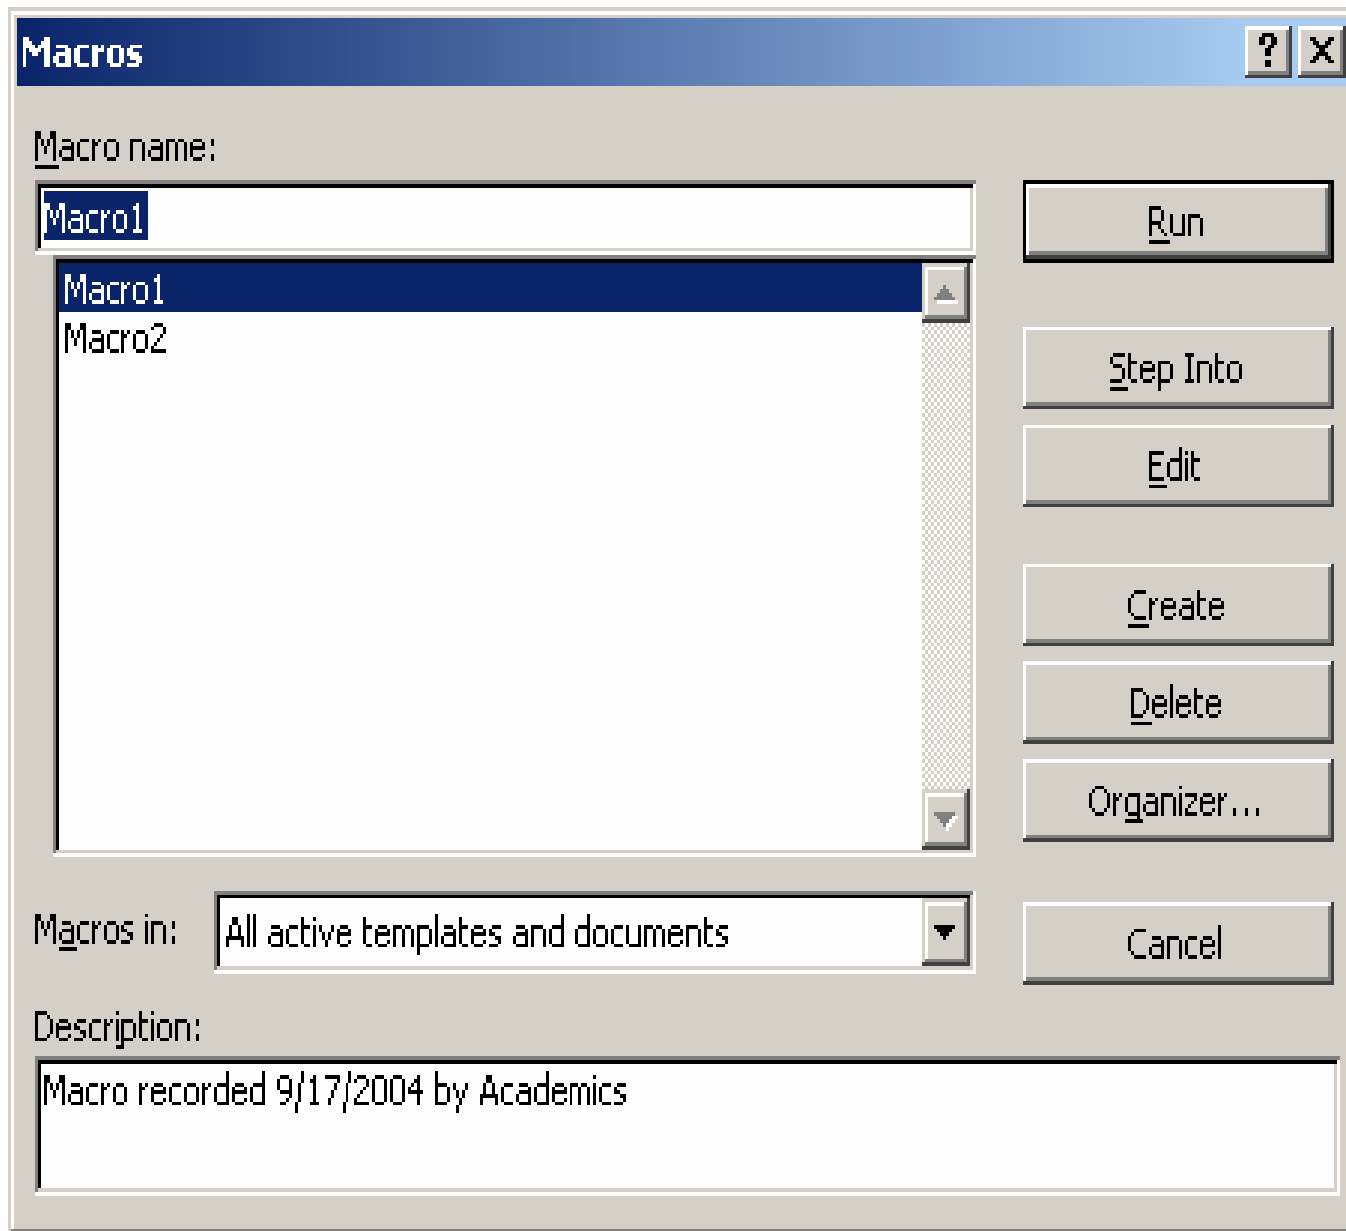 Macros
Macro name:
Macro1
Run
Macro1
Macro2
Step Into
Edit
Create
Delete
Organizer...
Macros in:
All active templates and documents
Cancel
Description:
Macro recorded 9/17/2004 by Academics